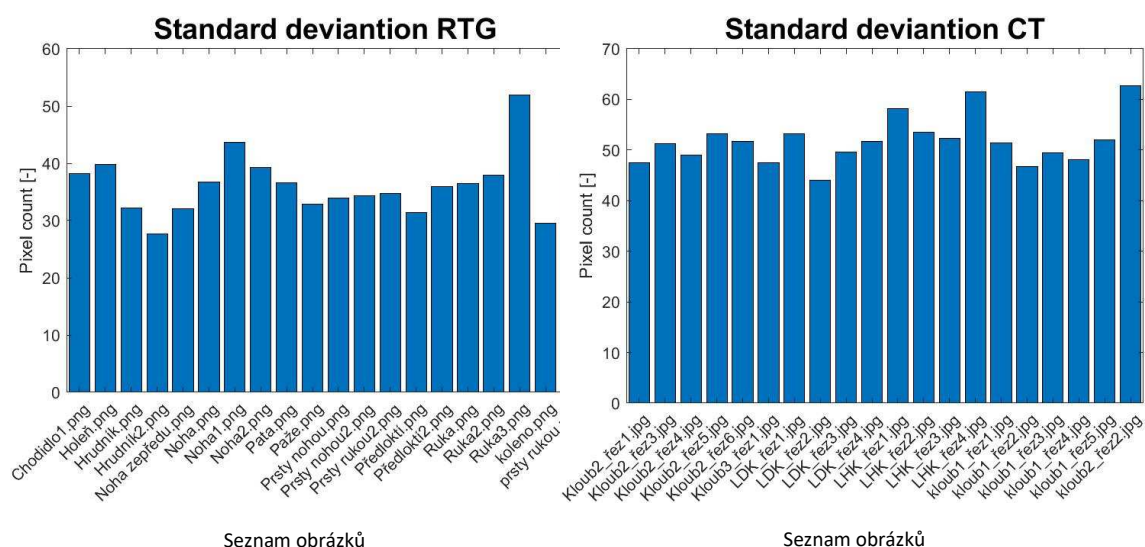 Standard deviantion RTG
60
50
40
30
20
10
0
Pixel count [-]
Chodidlo1.png
Holeň.png
Hrudník.png
Hrudník2.png
Noha zepředu.png
Noha.png
Noha1.png
Noha2.png
Pata.png
Paže.png
Prsty nohou.png
Prsty nohou2.png
Prsty rukou2.png
Předloktí.png
Předloktí2.png
Ruka.png
Ruka2.png
Ruka3.png
koleno.png
prsty rukou
Seznam obrázků
Standard deviantion CT
70
60
50
40
30
20
10
0
Pixel count [-]
Kloub2_řez1.jpg
Kloub2_řez3.jpg
Kloub2_řez4.jpg
Kloub2_řez5.jpg
Kloub2_řez6.jpg
Kloub3_řez1.jpg
LDK_řez1.jpg
LDK_řez2.jpg
LDK_řez3.jpg
LDK_řez4.jpg
LHK_řez1.jpg
LHK_řez2.jpg
LHK_řez3.jpg
LHK_řez4.jpg
kloub1_řez1.jpg
kloub1_řez2.jpg
kloub1_řez3.jpg
kloub1_řez4.jpg
kloub1_řez5.jpg
kloub2_řez2.jpg
Seznam obrázků